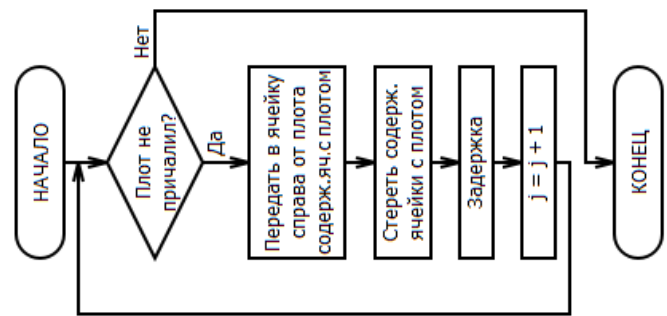 НАЧАЛО
Плот не
причалил?
Нет
Да
Передать в ячейку
справа от плота
содерж.яч.с плотом
Стереть содерж.
ячейки с плотом
Задержка
j = j + 1
КОНЕЦ